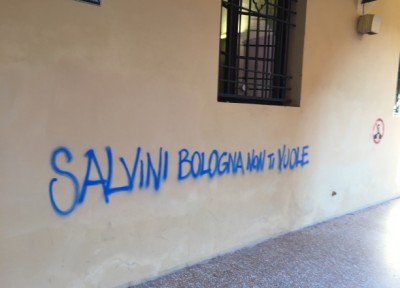 SALVINI BOLOGNA NON TI VUOLE